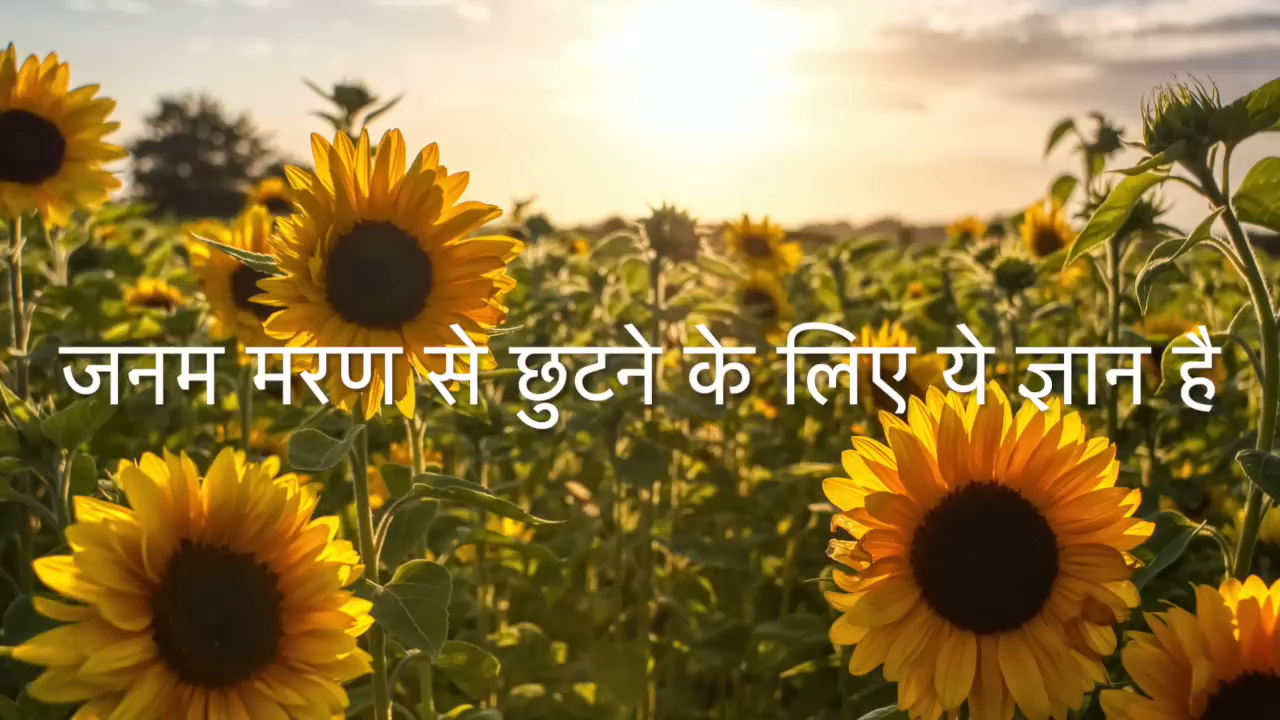 जनम मरण से छुटने के लिए ये ज्ञान है